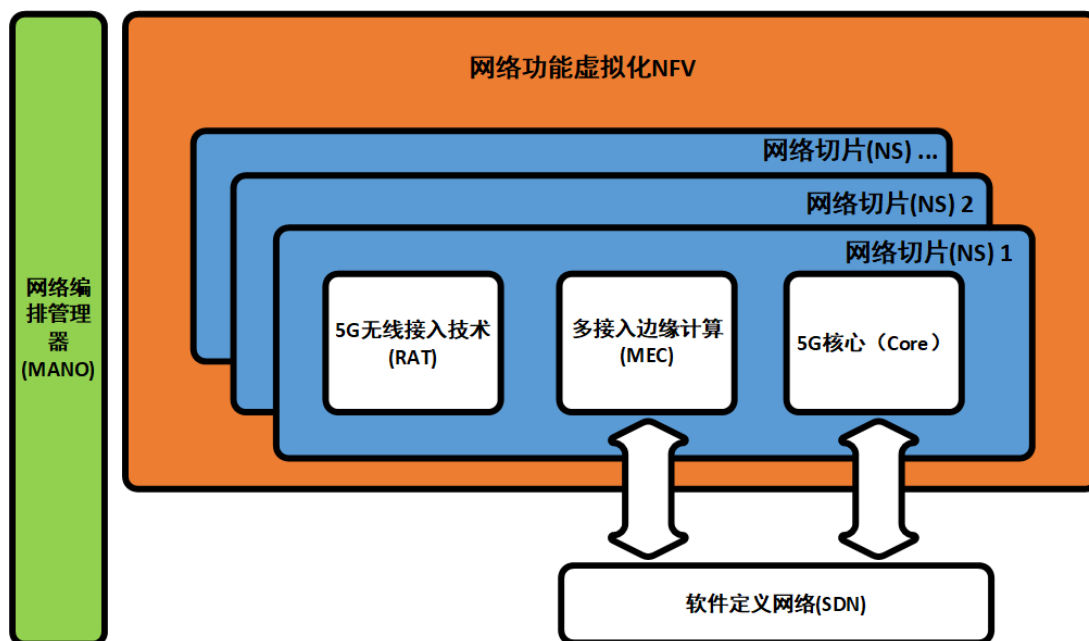 网络功能虚拟化NFV
网络切片(NS) ...
网络切片(NS) 2
网络切片(NS) 1
网络编
排管理
器
(MANO)
5G无线接入技术
(RAT)
多接入边缘计算
(MEC)
5G核心（Core）
软件定义网络(SDN)